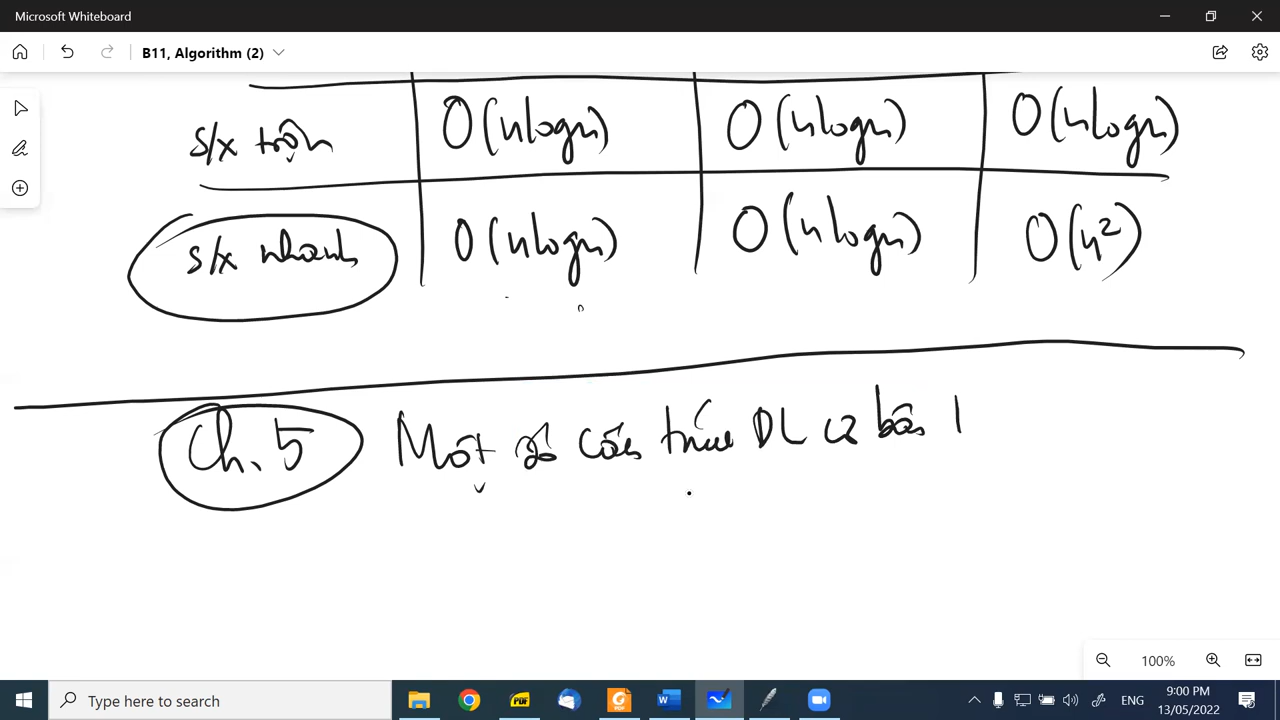 Microsoft Whiteboard
B11, Algorithm (2)
s/x trộn O(nlogn) O(nlogn) O(nlogn)
s/x nhanh O(nlogn) O(nlogn) O(n²)
Ch. 5 Một số cấu trúc DL cơ bản 1
100%
Type here to search
ENG
9:00 PM
13/05/2022